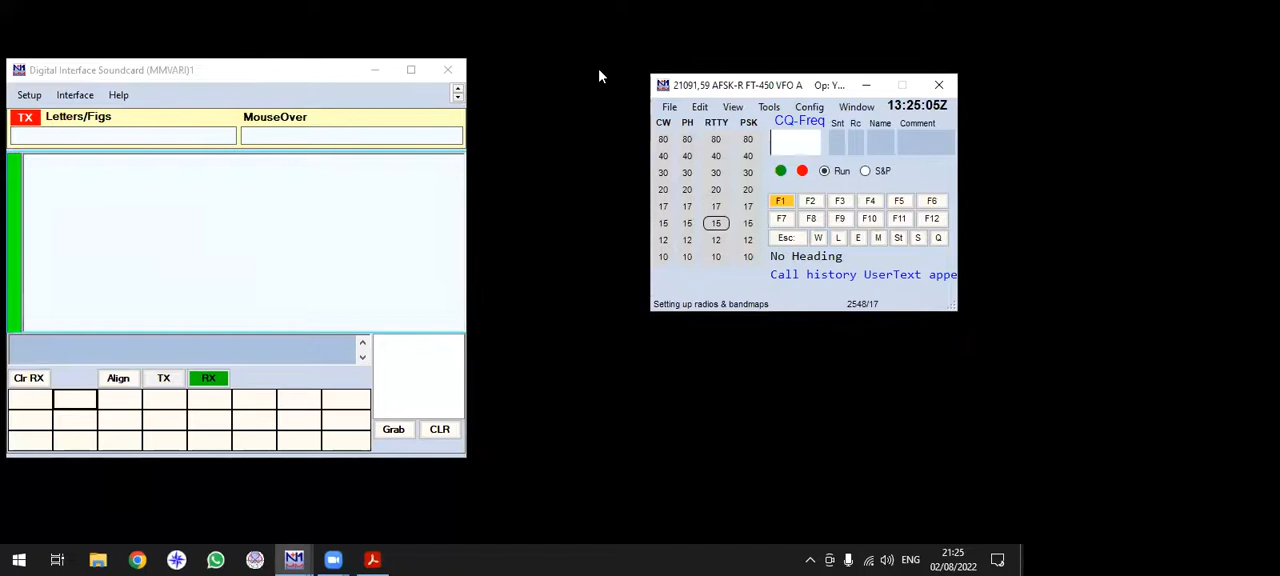 Digital Interface Soundcard (MMVARI)1
Setup Interface Help
TX Letters/Figs MouseOver
Clr RX Align TX RX
Grab CLR
21091,59 AFSK-R FT-450 VFO A Op: Y...
File Edit View Tools Config Window 13:25:05Z
CW PH RTTY PSK CQ-Freq Snt Rc Name Comment
80 80 80 80
40 40 40 40
30 30 30 30
20 20 20 20
17 17 17 17
15 15 15 15
12 12 12 12
10 10 10 10
Run S&P
F1 F2 F3 F4 F5 F6
F7 F8 F9 F10 F11 F12
Esc: W L E M St S Q
No Heading
Call history UserText appe
Setting up radios & bandmaps 2548/17
ENG
21:25
02/08/2022